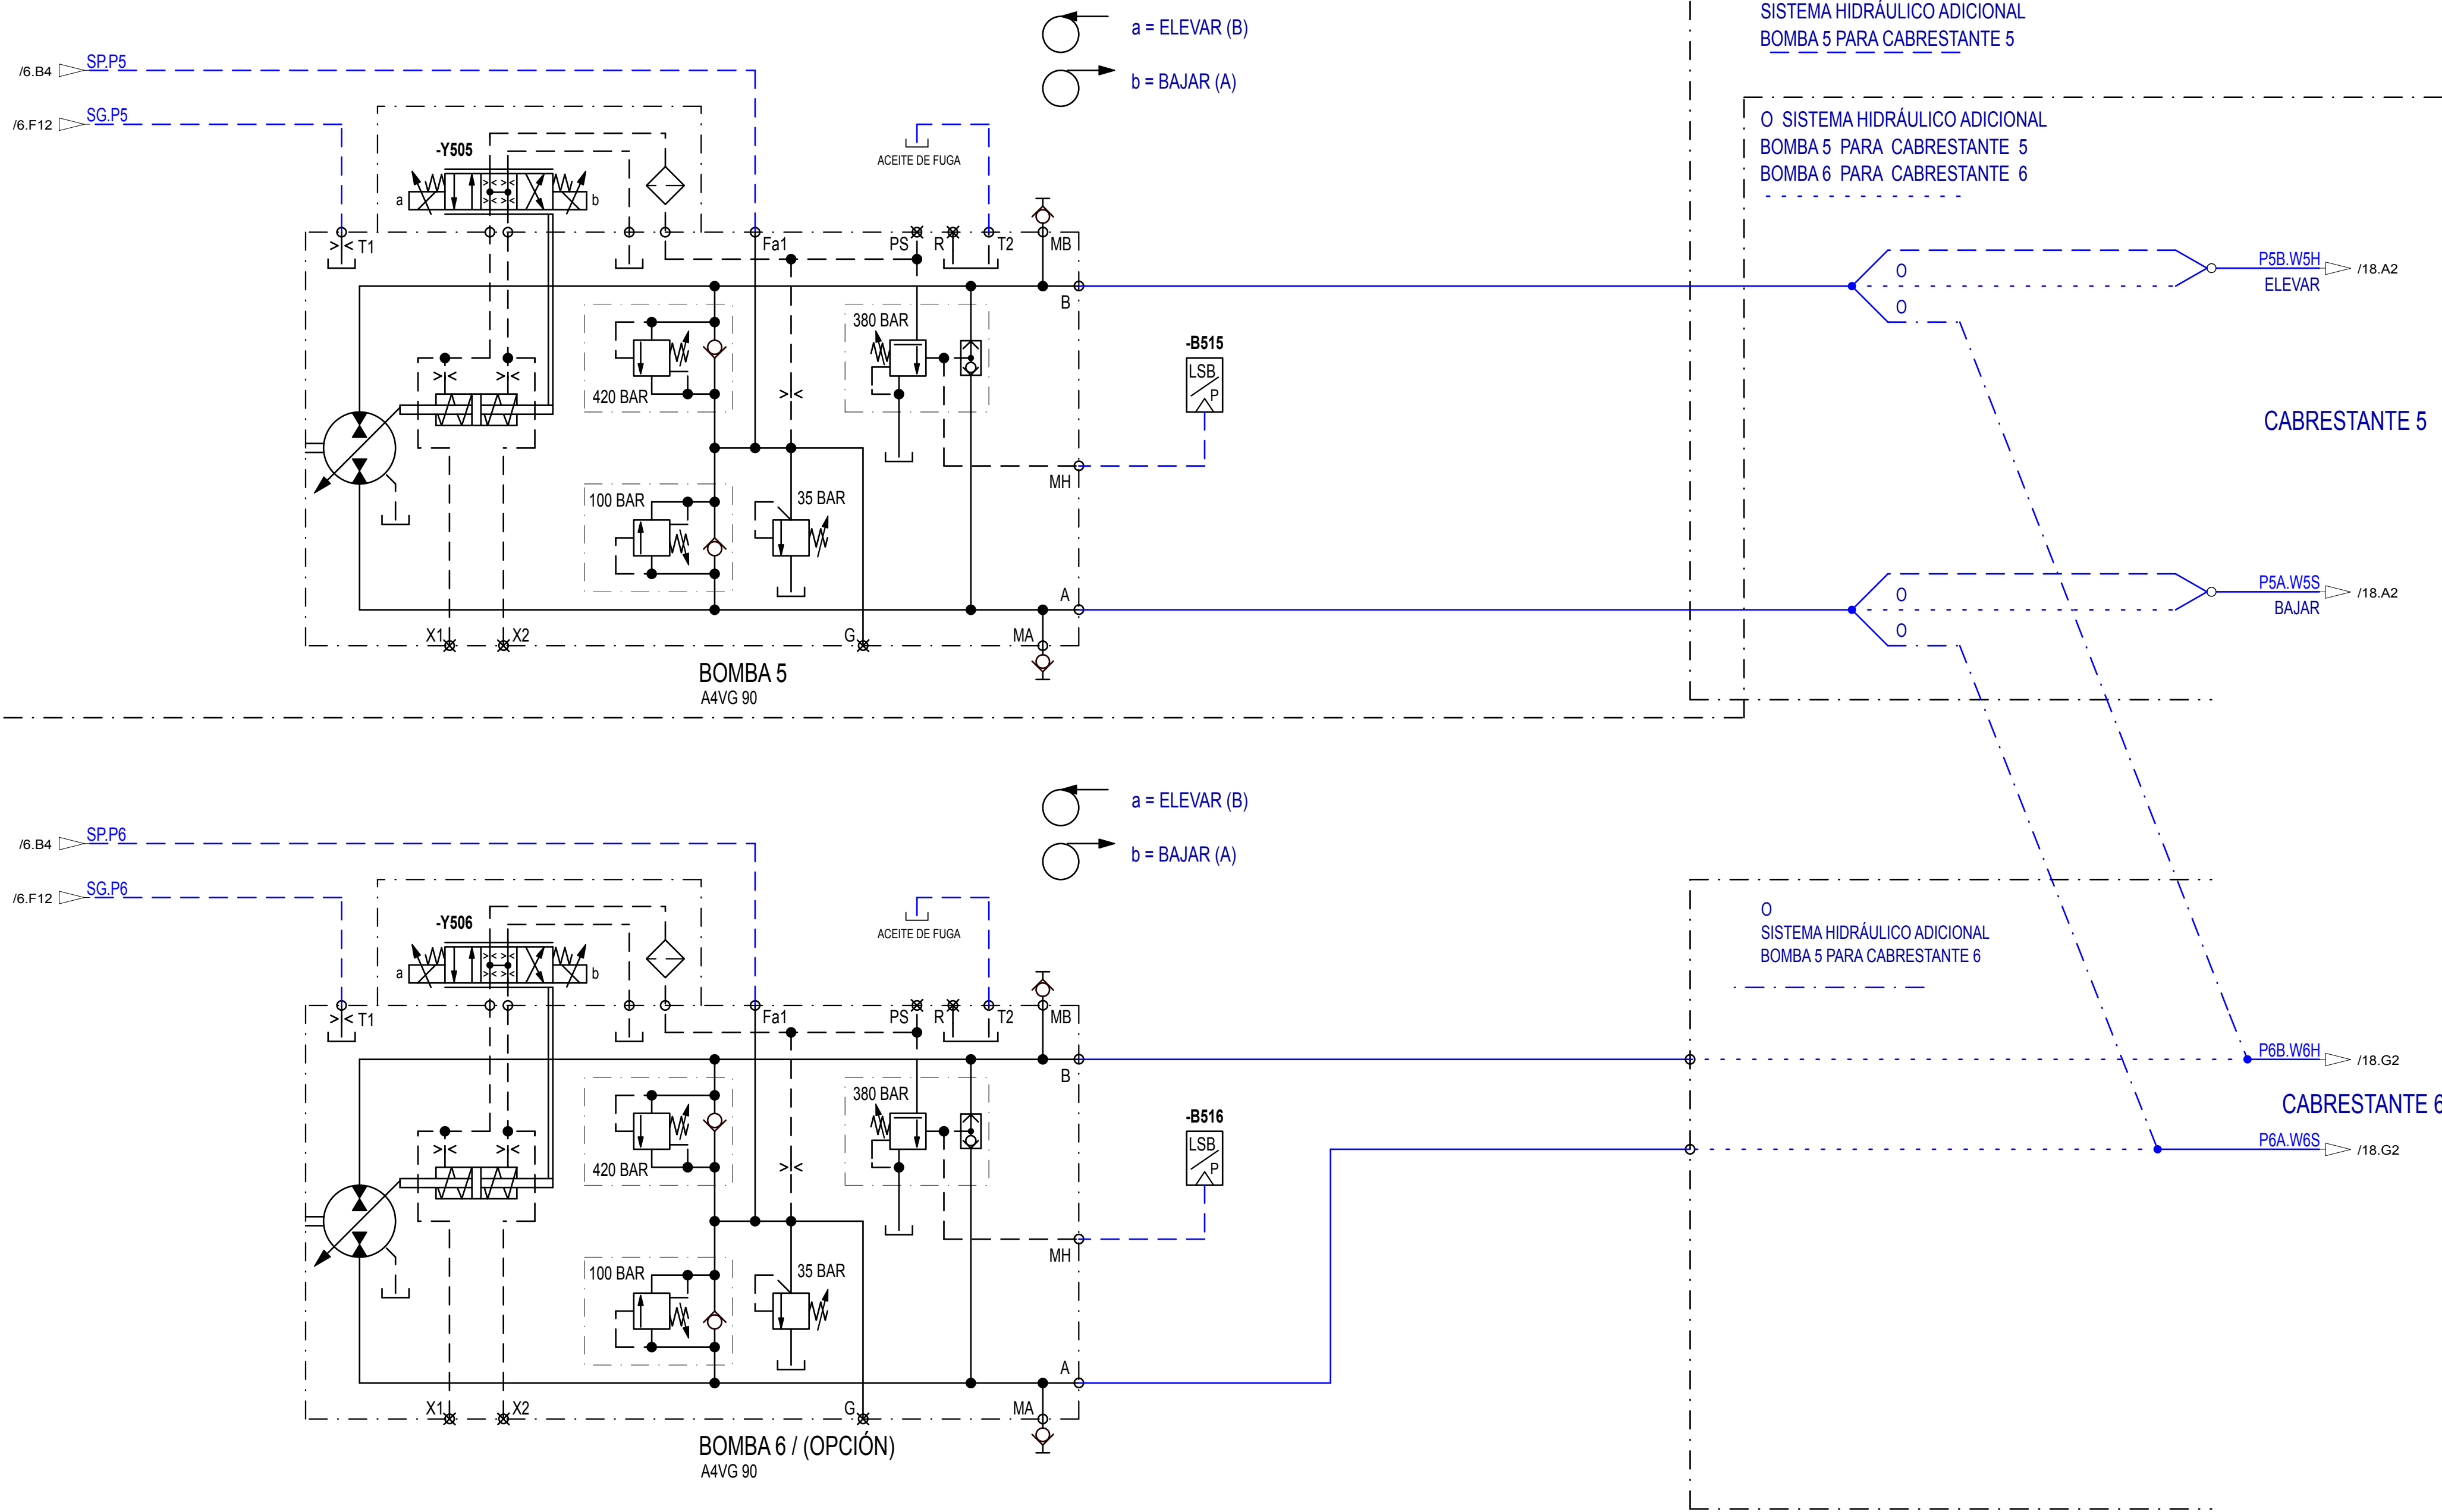 SISTEMA HIDRÁULICO ADICIONAL
BOMBA 5 PARA CABRESTANTE 5
a = ELEVAR (B)
b = BAJAR (A)
/6.B4 SP.P5
/6.F12 SG.P5
O SISTEMA HIDRÁULICO ADICIONAL
BOMBA 5 PARA CABRESTANTE 5
BOMBA 6 PARA CABRESTANTE 6
-Y505
a
b
ACEITE DE FUGA
T1
Fa1
PS
R
T2
MB
B
O
O
P5B.W5H
/18.A2
ELEVAR
380 BAR
420 BAR
-B515
LSB
P
CABRESTANTE 5
MH
100 BAR
35 BAR
A
O
O
P5A.W5S
/18.A2
BAJAR
X1
X2
G
MA
BOMBA 5
A4VG 90
a = ELEVAR (B)
b = BAJAR (A)
/6.B4 SP.P6
/6.F12 SG.P6
O
SISTEMA HIDRÁULICO ADICIONAL
BOMBA 5 PARA CABRESTANTE 6
-Y506
a
b
ACEITE DE FUGA
T1
Fa1
PS
R
T2
MB
B
P6B.W6H
/18.G2
380 BAR
420 BAR
-B516
LSB
P
CABRESTANTE 6
P6A.W6S
/18.G2
MH
100 BAR
35 BAR
A
X1
X2
G
MA
BOMBA 6 / (OPCIÓN)
A4VG 90